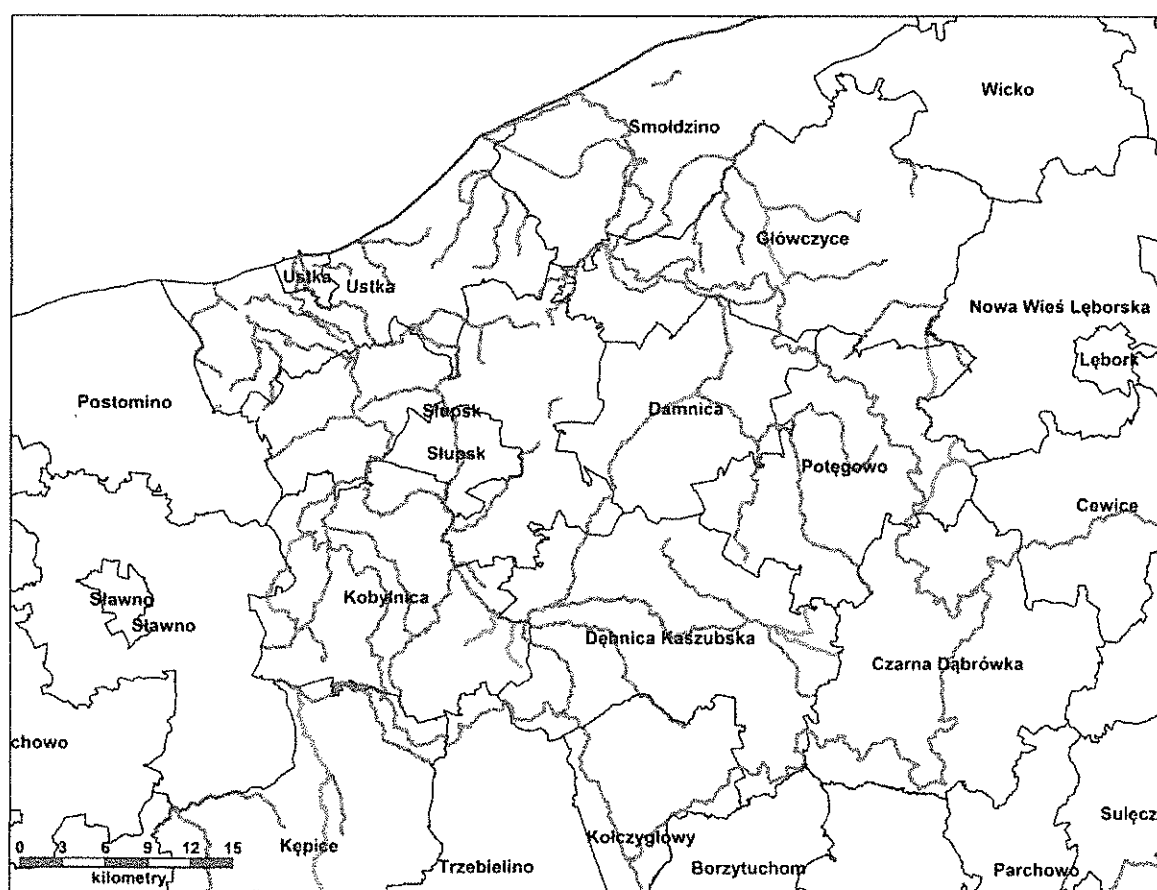 Wicko
Smołdzino
Główczyce
Ustka
Ustka
Nowa Wieś Lęborska
Lębork
Postomino
Słupsk
Damnica
Słupsk
Potęgowo
Cewice
Sławno
Kobylnica
Sławno
Dębnica Kaszubska
Czarna Dąbrówka
chowo
Sulęcz
Kołczygłowy
Kępice
Trzebielino
Borzytuchom
Parchowo
0 3 6 9 12 15
kilometry